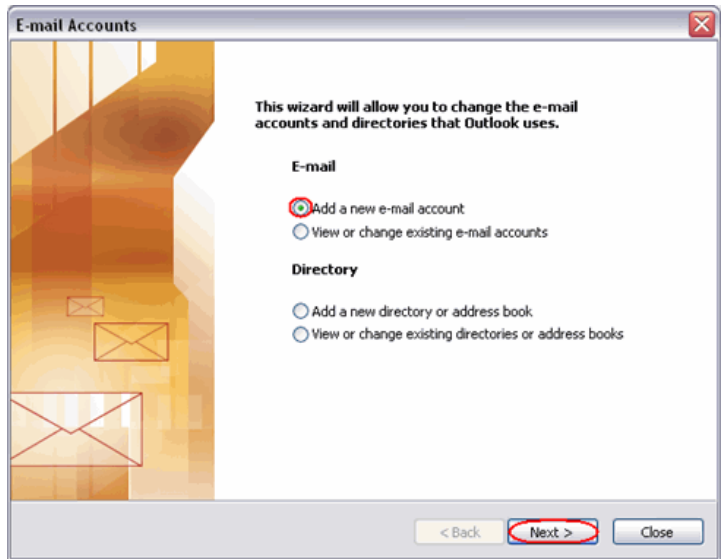 E-mail Accounts
This wizard will allow you to change the e-mail
accounts and directories that Outlook uses.
E-mail
Add a new e-mail account
View or change existing e-mail accounts
Directory
Add a new directory or address book
View or change existing directories or address books
< Back Next > Close